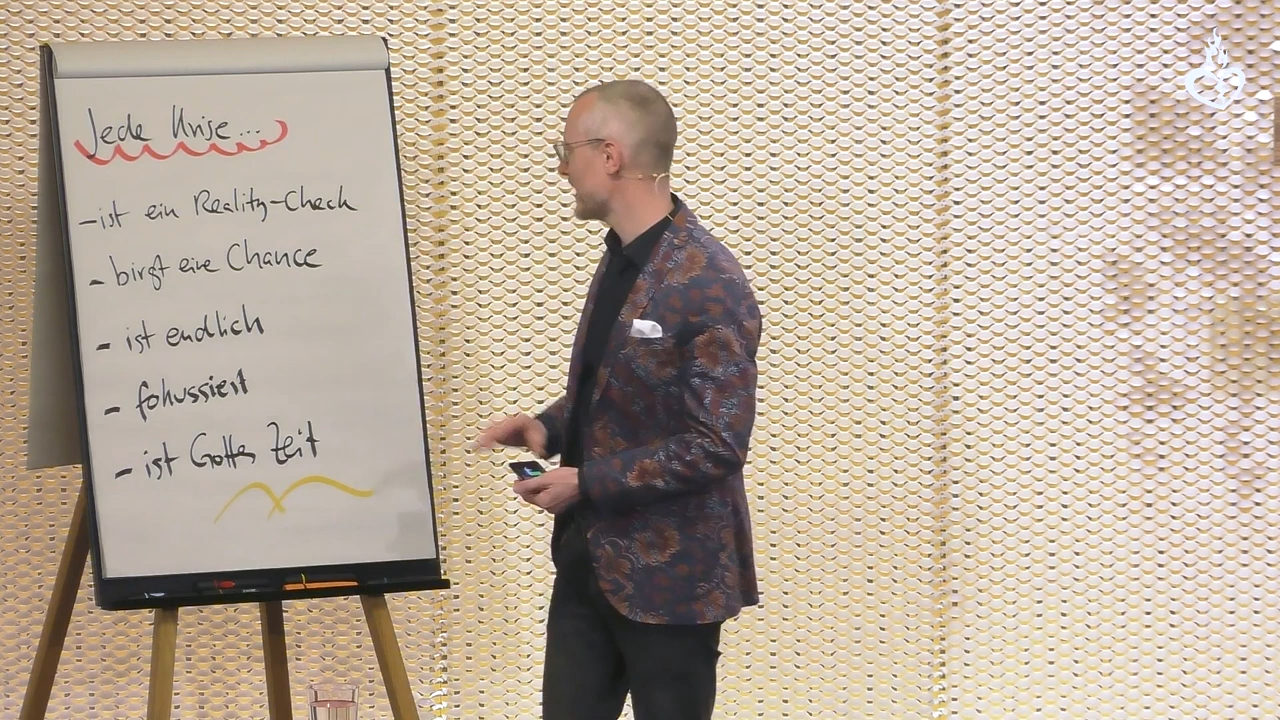 Jede Krise...
- ist ein Reality-Check
- birgt eine Chance
- ist endlich
- fokussiert
- ist Gottes Zeit